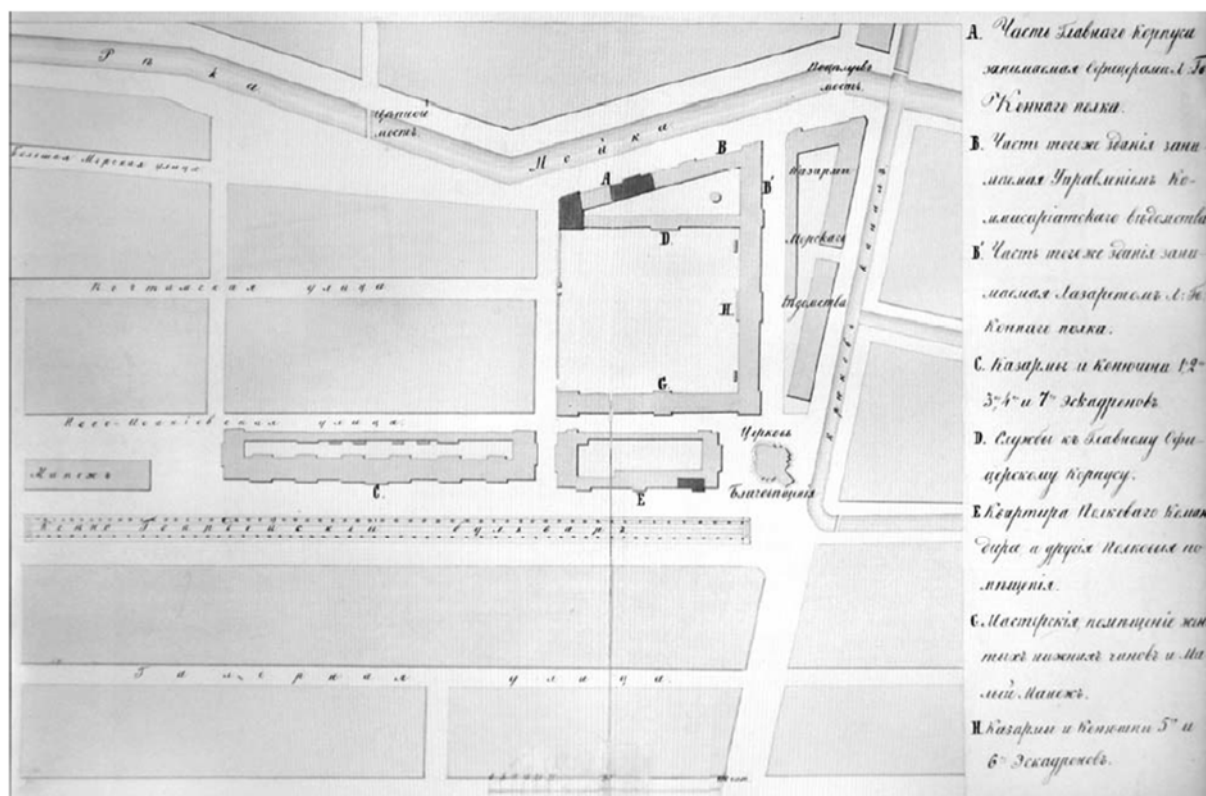 Рѣка
Мойка
Цѣпной
мостъ.
Поцѣлуевъ
мостъ.
Большая Морская улица.
Почтамская улица.
Ново-Исакіевская улица.
Манежъ
Конно-Гвардейскій бульваръ
Галерная улица.
Казармы
Морскаго
Вѣдомства
Крюковъ каналъ
Церковь
Благовѣщенія
A
B
B'
D.
H.
G.
C.
E
A. Часть Главнаго Корпуса
занимаемая Офицерами Л: Гв:
Коннаго полка.
B. Часть тогоже зданія зани-
маемая Управленіемъ Ко-
ммисаріатскаго вѣдомства
B'. Часть тогоже зданія зани-
маемая Лазаретомъ Л: Гв:
Коннаго полка.
C. Казармы и Конюшни 1, 2
3, 4 и 7 эскадроновъ.
D. Службы къ Главному Офи-
церскому Корпусу.
E Квартира Полковаго Коман
дира, и другія Полковыя по-
мѣщенія.
G. Мастерскія, помѣщеніе жен
тыхъ нижнихъ чиновъ и Ма-
лый Манежъ.
H. Казармы и Конюшни 5 и
6 Эскадроновъ.